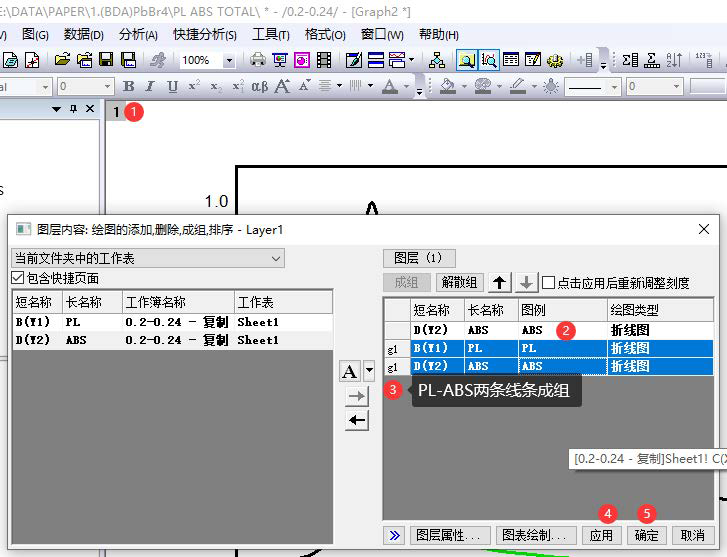 E:\DATA\PAPER\1.(BDA)PbBr4\PL ABS TOTAL\ * - /0.2-0.24/ - [Graph2 *]
V) 图(G) 数据(D) 分析(A) 快捷分析(S) 工具(T) 格式(O) 窗口(W) 帮助(H)
100%
0 B I U x² x₂ αβ A A A 0
1 1
1.0
图层内容: 绘图的添加,删除,成组,排序 - Layer1
当前文件夹中的工作表 图层 (1)
包含快捷页面 成组 解散组 点击应用后重新调整刻度
短名称 长名称 工作簿名称 工作表
B(Y1) PL 0.2-0.24 - 复制 Sheet1
D(Y2) ABS 0.2-0.24 - 复制 Sheet1
短名称 长名称 图例 绘图类型
D(Y2) ABS ABS 2 折线图
g1 B(Y1) PL PL 折线图
g1 D(Y2) ABS ABS 折线图
A
3 PL-ABS两条线条成组
[0.2-0.24 - 复制]Sheet1! C(X
4 5
图层属性... 图表绘制... 应用 确定 取消